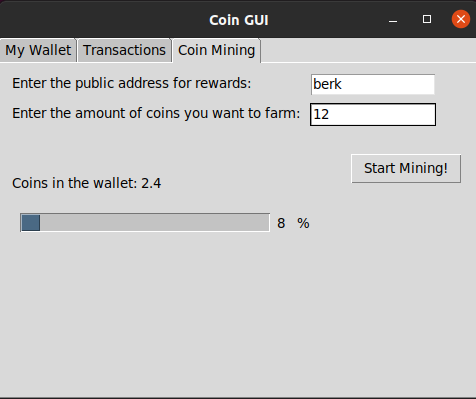 Coin GUI
My Wallet Transactions Coin Mining
Enter the public address for rewards: berk
Enter the amount of coins you want to farm: 12
Start Mining!
Coins in the wallet: 2.4
8 %